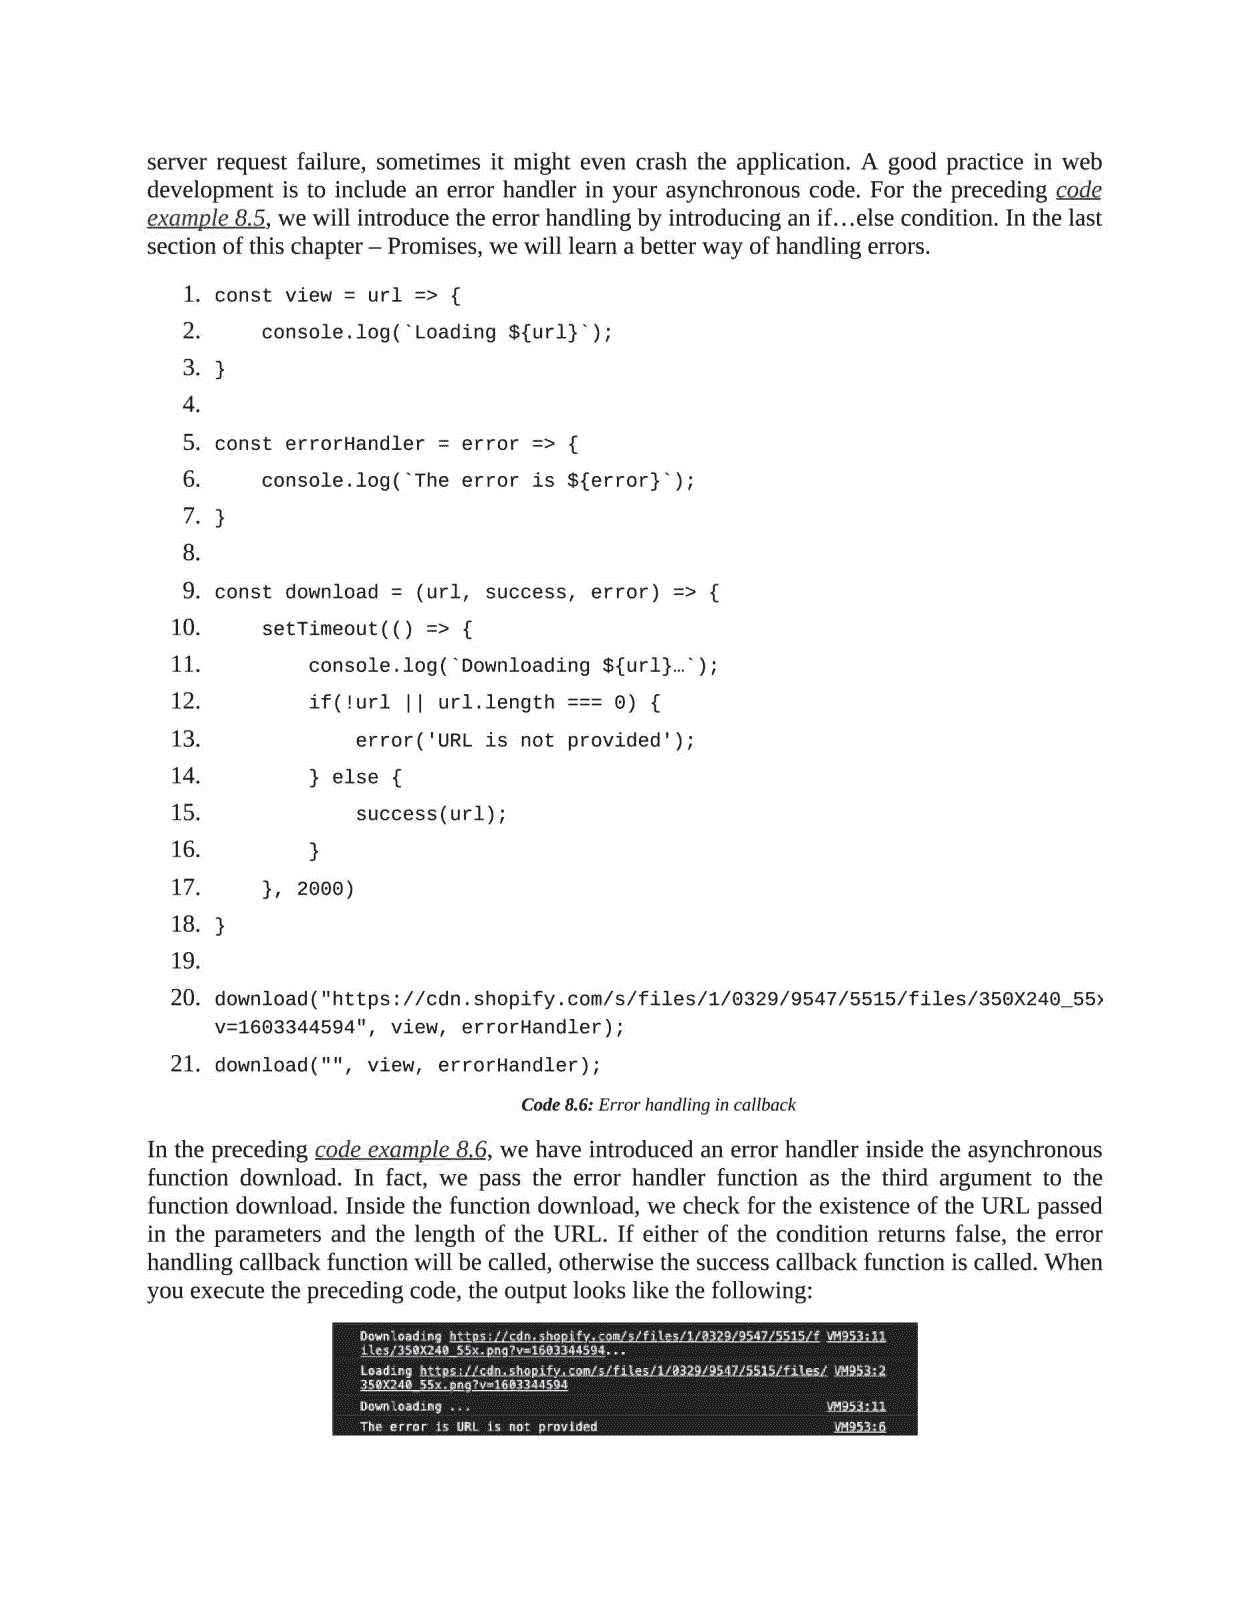 server request failure, sometimes it might even crash the application. A good practice in web
development is to include an error handler in your asynchronous code. For the preceding code
example 8.5, we will introduce the error handling by introducing an if…else condition. In the last
section of this chapter – Promises, we will learn a better way of handling errors.
1. const view = url => {
2.     console.log(`Loading ${url}`);
3. }
4.
5. const errorHandler = error => {
6.     console.log(`The error is ${error}`);
7. }
8.
9. const download = (url, success, error) => {
10.     setTimeout(() => {
11.         console.log(`Downloading ${url}…`);
12.         if(!url || url.length === 0) {
13.             error('URL is not provided');
14.         } else {
15.             success(url);
16.         }
17.     }, 2000)
18. }
19.
20. download("https://cdn.shopify.com/s/files/1/0329/9547/5515/files/350X240_55x
v=1603344594", view, errorHandler);
21. download("", view, errorHandler);
Code 8.6: Error handling in callback
In the preceding code example 8.6, we have introduced an error handler inside the asynchronous
function download. In fact, we pass the error handler function as the third argument to the
function download. Inside the function download, we check for the existence of the URL passed
in the parameters and the length of the URL. If either of the condition returns false, the error
handling callback function will be called, otherwise the success callback function is called. When
you execute the preceding code, the output looks like the following:
Downloading https://cdn.shopify.com/s/files/1/0329/9547/5515/f VM953:11
iles/350X240_55x.png?v=1603344594...
Loading https://cdn.shopify.com/s/files/1/0329/9547/5515/files/ VM953:2
350X240_55x.png?v=1603344594
Downloading ... VM953:11
The error is URL is not provided VM953:6